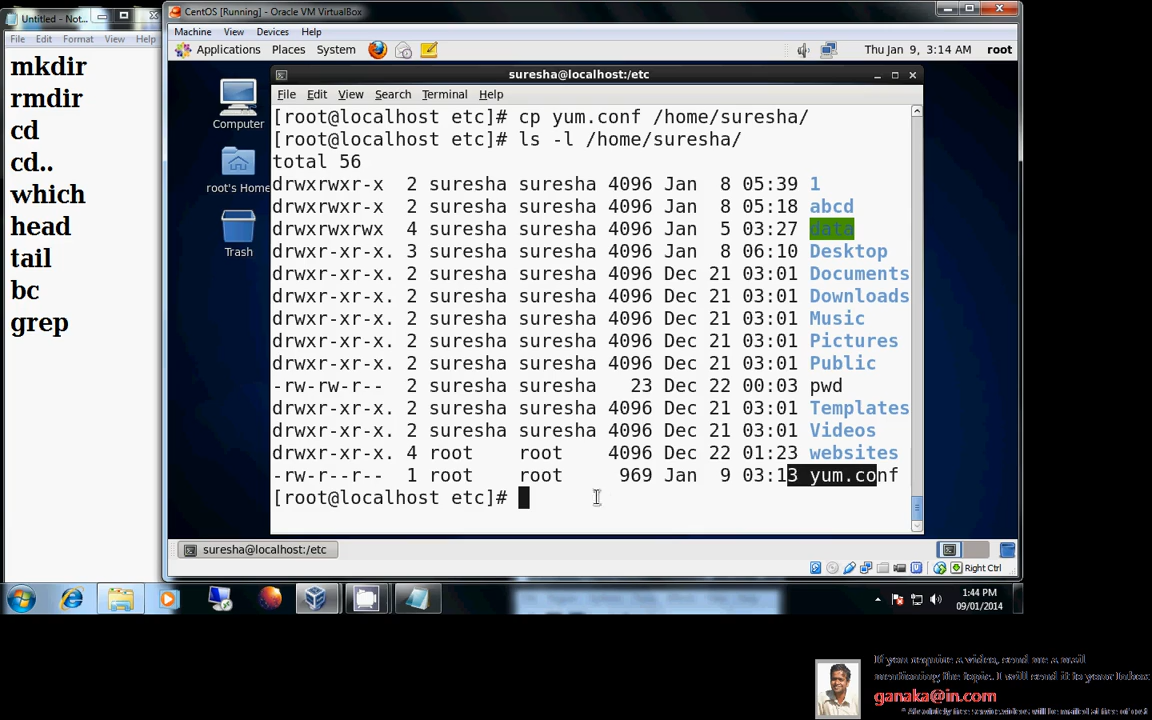 Untitled - Not...
File Edit Format View Help
mkdir
rmdir
cd
cd..
which
head
tail
bc
grep
CentOS [Running] - Oracle VM VirtualBox
Machine View Devices Help
Applications Places System
Thu Jan 9, 3:14 AM root
Computer
root's Home
Trash
suresha@localhost:/etc
File Edit View Search Terminal Help
[root@localhost etc]# cp yum.conf /home/suresha/
[root@localhost etc]# ls -l /home/suresha/
total 56
drwxrwxr-x 2 suresha suresha 4096 Jan 8 05:39 1
drwxrwxr-x 2 suresha suresha 4096 Jan 8 05:18 abcd
drwxrwxrwx 4 suresha suresha 4096 Jan 5 03:27 data
drwxr-xr-x. 3 suresha suresha 4096 Jan 8 06:10 Desktop
drwxr-xr-x. 2 suresha suresha 4096 Dec 21 03:01 Documents
drwxr-xr-x. 2 suresha suresha 4096 Dec 21 03:01 Downloads
drwxr-xr-x. 2 suresha suresha 4096 Dec 21 03:01 Music
drwxr-xr-x. 2 suresha suresha 4096 Dec 21 03:01 Pictures
drwxr-xr-x. 2 suresha suresha 4096 Dec 21 03:01 Public
-rw-rw-r-- 2 suresha suresha 23 Dec 22 00:03 pwd
drwxr-xr-x. 2 suresha suresha 4096 Dec 21 03:01 Templates
drwxr-xr-x. 2 suresha suresha 4096 Dec 21 03:01 Videos
drwxr-xr-x. 4 root root 4096 Dec 22 01:23 websites
-rw-r--r-- 1 root root 969 Jan 9 03:13 yum.conf
[root@localhost etc]#
suresha@localhost:/etc
Right Ctrl
1:44 PM
09/01/2014
If you require a video, send me a mail
mentioning the topic. I will send it to your Inbox
ganaka@in.com
* Absolutely free service.videos will be mailed at free of cost